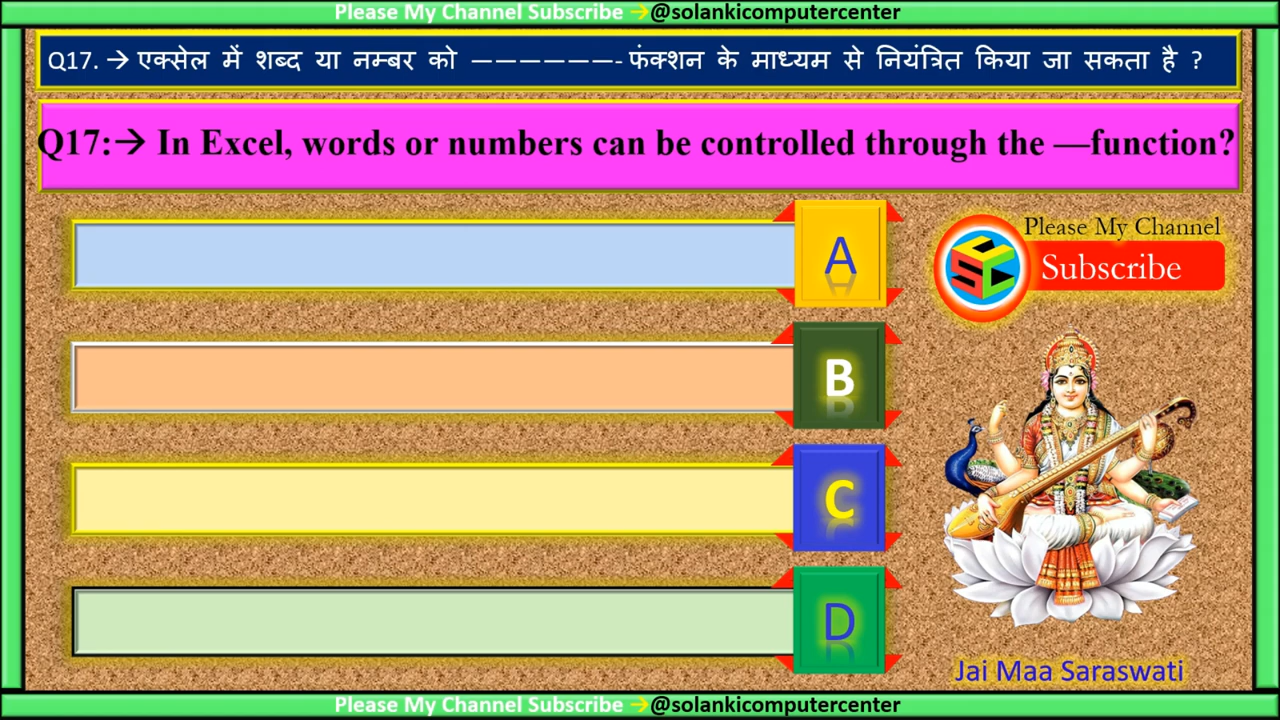 Please My Channel Subscribe →@solankicomputercenter
Q17. → एक्सेल में शब्द या नम्बर को ——————- फंक्शन के माध्यम से नियंत्रित किया जा सकता है ?
Q17:→ In Excel, words or numbers can be controlled through the —function?
A
Please My Channel
Subscribe
SCC
B
C
D
Jai Maa Saraswati
Please My Channel Subscribe →@solankicomputercenter